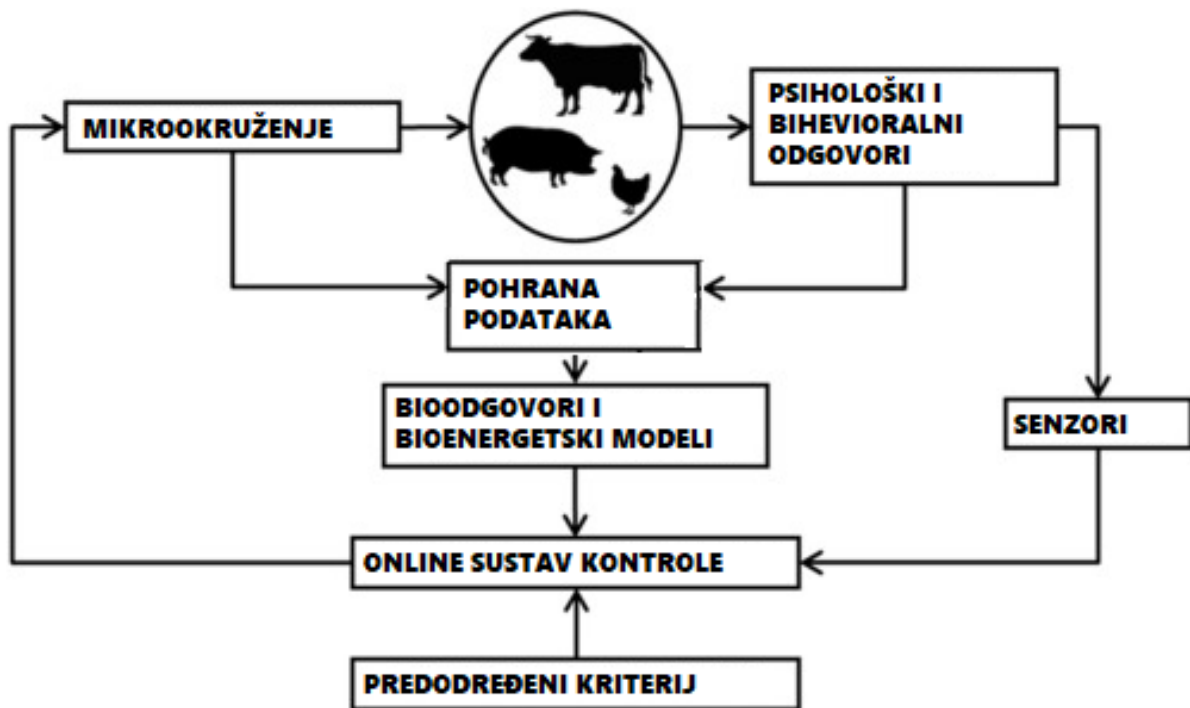 MIKROOKRUŽENJE
PSIHOLOŠKI I
BIHEVIORALNI
ODGOVORI
POHRANA
PODATAKA
BIOODGOVORI I
BIOENERGETSKI MODELI
SENZORI
ONLINE SUSTAV KONTROLE
PREDODREĐENI KRITERIJ